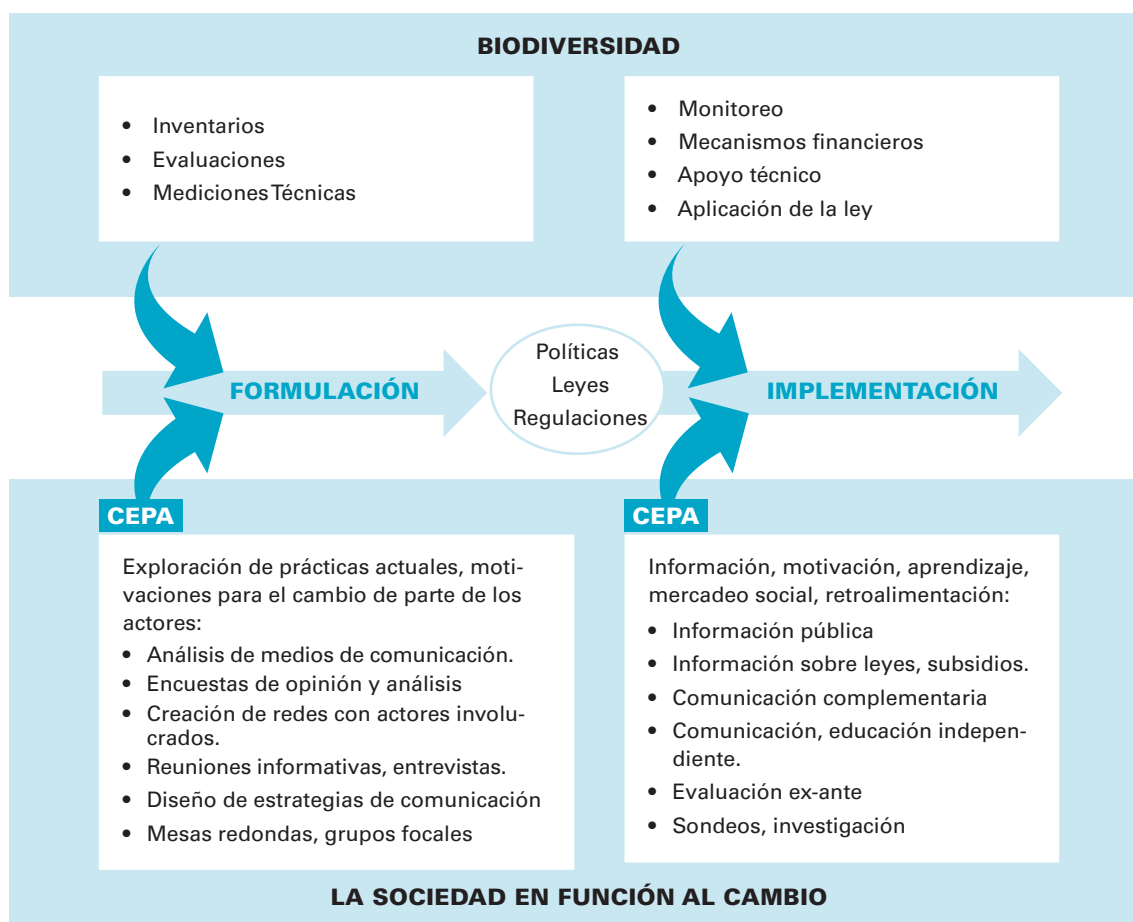 BIODIVERSIDAD
• Inventarios
• Evaluaciones
• Mediciones Técnicas
• Monitoreo
• Mecanismos financieros
• Apoyo técnico
• Aplicación de la ley
FORMULACIÓN
Políticas
Leyes
Regulaciones
IMPLEMENTACIÓN
CEPA
Exploración de prácticas actuales, moti-
vaciones para el cambio de parte de los
actores:
• Análisis de medios de comunicación.
• Encuestas de opinión y análisis
• Creación de redes con actores involu-
crados.
• Reuniones informativas, entrevistas.
• Diseño de estrategias de comunicación
• Mesas redondas, grupos focales
CEPA
Información, motivación, aprendizaje,
mercadeo social, retroalimentación:
• Información pública
• Información sobre leyes, subsidios.
• Comunicación complementaria
• Comunicación, educación indepen-
diente.
• Evaluación ex-ante
• Sondeos, investigación
LA SOCIEDAD EN FUNCIÓN AL CAMBIO